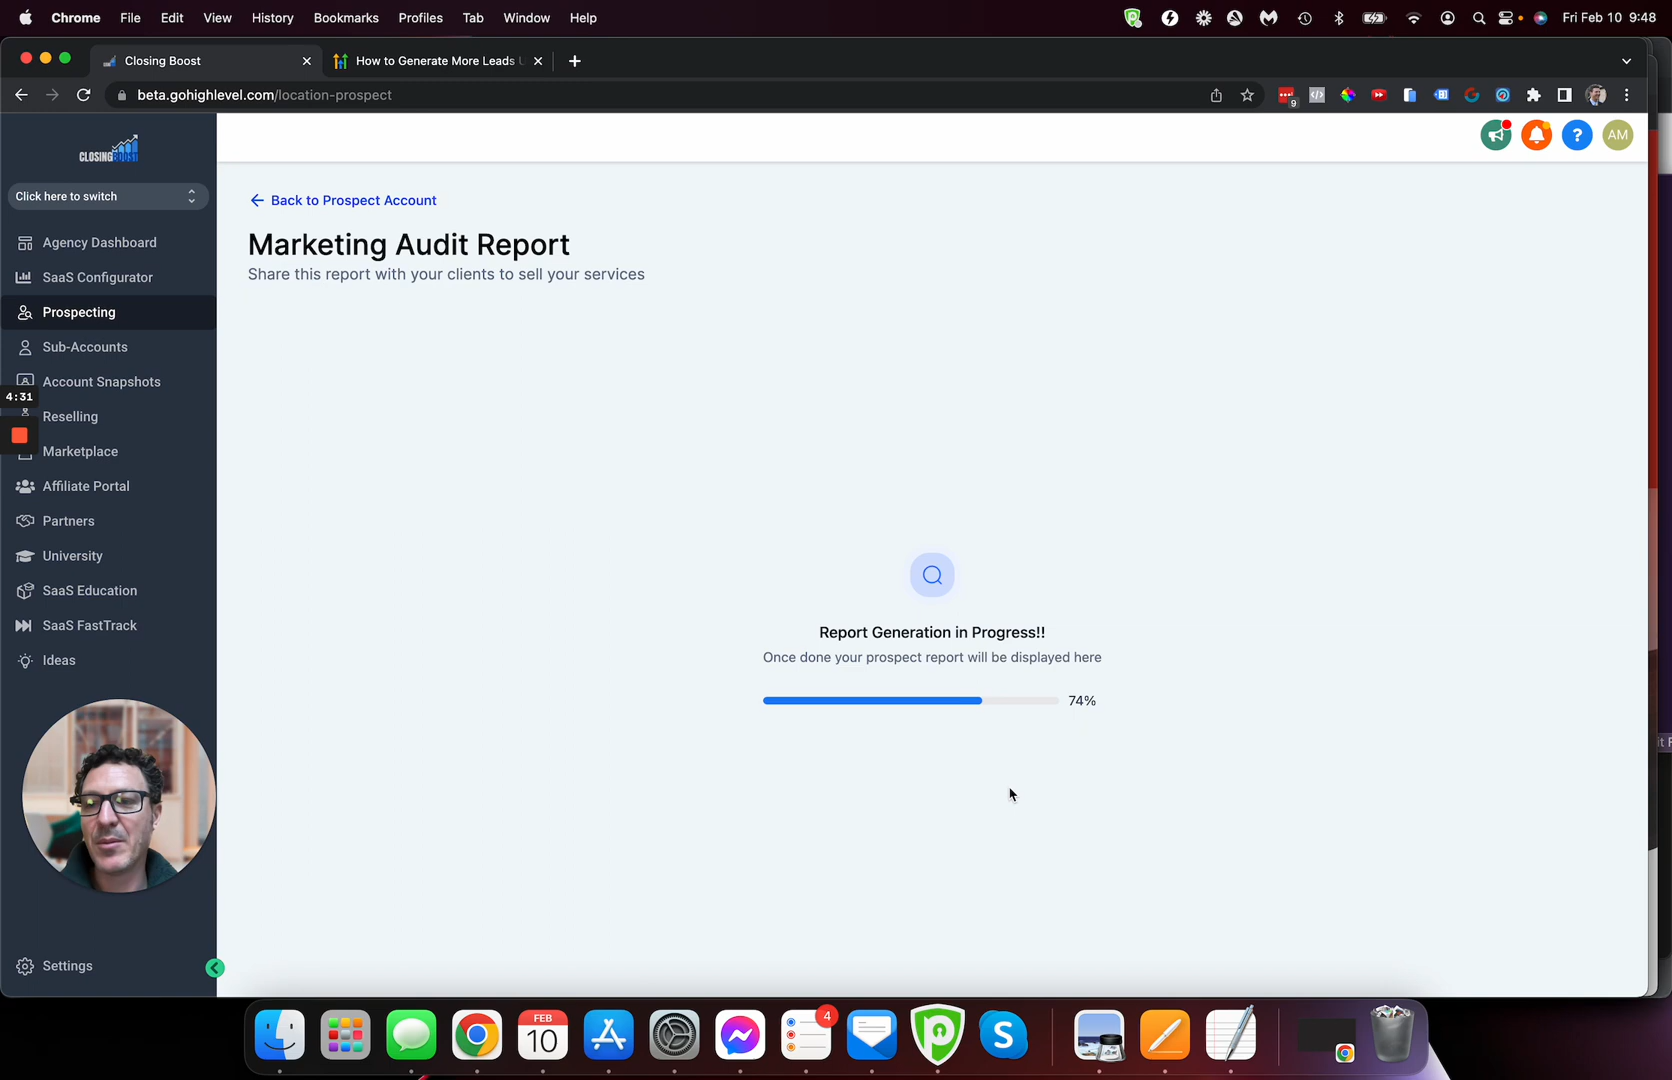 Chrome File Edit View History Bookmarks Profiles Tab Window Help
Fri Feb 10 9:48
Closing Boost
How to Generate More Leads
beta.gohighlevel.com/location-prospect
9
CLOSINGBOOST
AM
Click here to switch
Back to Prospect Account
Marketing Audit Report
Share this report with your clients to sell your services
Agency Dashboard
SaaS Configurator
Prospecting
Sub-Accounts
Account Snapshots
4:31
Reselling
Marketplace
Affiliate Portal
Partners
University
SaaS Education
SaaS FastTrack
Ideas
Report Generation in Progress!!
Once done your prospect report will be displayed here
74%
Settings
FEB
10
4